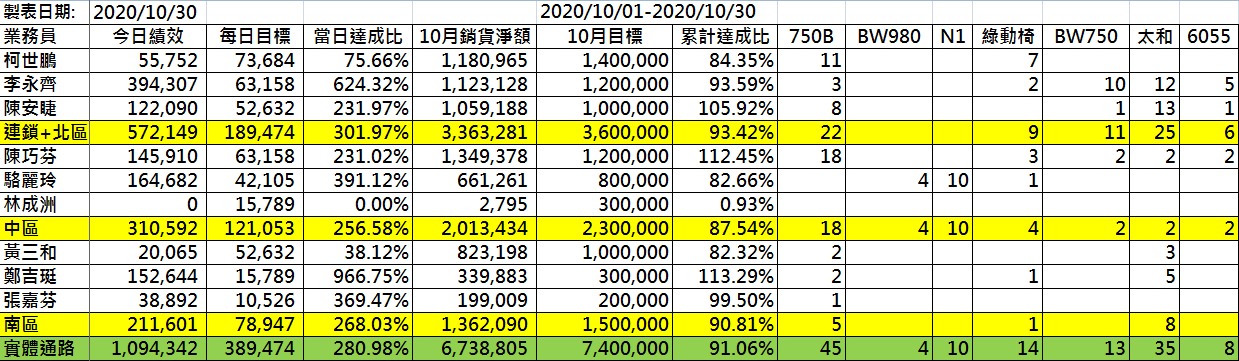 製表日期: 2020/10/30 2020/10/01-2020/10/30
業務員 今日績效 每日目標 當日達成比 10月銷貨淨額 10月目標 累計達成比 750B BW980 N1 綠動椅 BW750 太和 6055
柯世鵬 55,752 73,684 75.66% 1,180,965 1,400,000 84.35% 11 7
李永齊 394,307 63,158 624.32% 1,123,128 1,200,000 93.59% 3 2 10 12 5
陳安睫 122,090 52,632 231.97% 1,059,188 1,000,000 105.92% 8 1 13 1
連鎖+北區 572,149 189,474 301.97% 3,363,281 3,600,000 93.42% 22 9 11 25 6
陳巧芬 145,910 63,158 231.02% 1,349,378 1,200,000 112.45% 18 3 2 2 2
駱麗玲 164,682 42,105 391.12% 661,261 800,000 82.66% 4 10 1
林成洲 0 15,789 0.00% 2,795 300,000 0.93%
中區 310,592 121,053 256.58% 2,013,434 2,300,000 87.54% 18 4 10 4 2 2 2
黃三和 20,065 52,632 38.12% 823,198 1,000,000 82.32% 2 3
鄭吉珽 152,644 15,789 966.75% 339,883 300,000 113.29% 2 1 5
張嘉芬 38,892 10,526 369.47% 199,009 200,000 99.50% 1
南區 211,601 78,947 268.03% 1,362,090 1,500,000 90.81% 5 1 8
實體通路 1,094,342 389,474 280.98% 6,738,805 7,400,000 91.06% 45 4 10 14 13 35 8